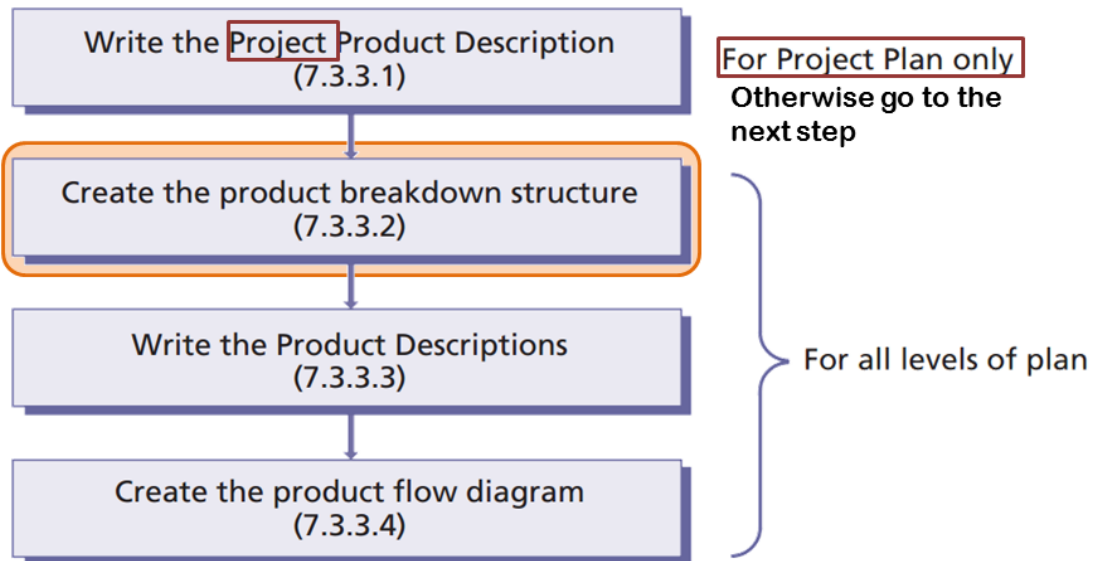 Write the Project Product Description
(7.3.3.1)
For Project Plan only
Otherwise go to the
next step
Create the product breakdown structure
(7.3.3.2)
Write the Product Descriptions
(7.3.3.3)
For all levels of plan
Create the product flow diagram
(7.3.3.4)